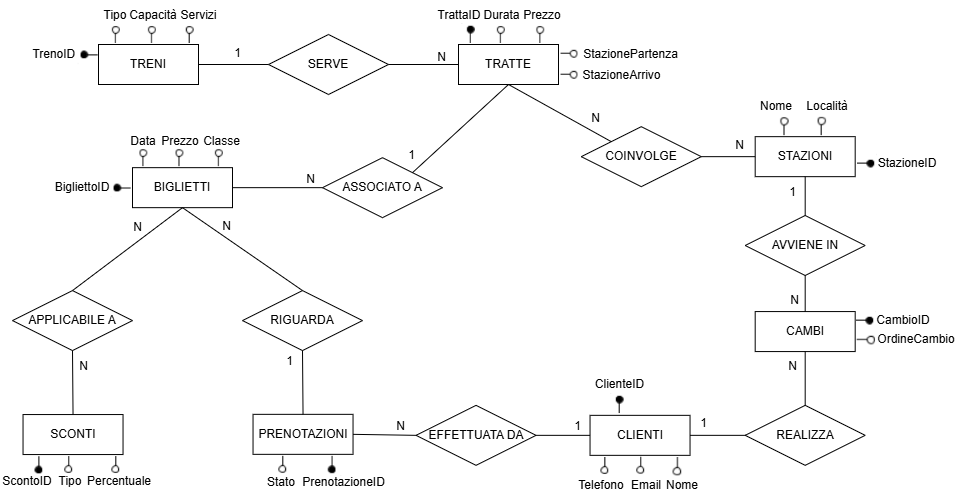 Tipo Capacità Servizi
TrattaID Durata Prezzo
TrenoID
TRENI
1
SERVE
N
TRATTE
StazionePartenza
StazioneArrivo
Nome
Località
N
COINVOLGE
N
STAZIONI
StazioneID
Data Prezzo Classe
BigliettoID
BIGLIETTI
N
1
ASSOCIATO A
1
N
N
AVVIENE IN
N
APPLICABILE A
RIGUARDA
CAMBI
CambioID
OrdineCambio
N
1
N
ClienteID
SCONTI
PRENOTAZIONI
N
EFFETTUATA DA
1
CLIENTI
1
REALIZZA
ScontoID Tipo Percentuale
Stato PrenotazioneID
Telefono Email Nome